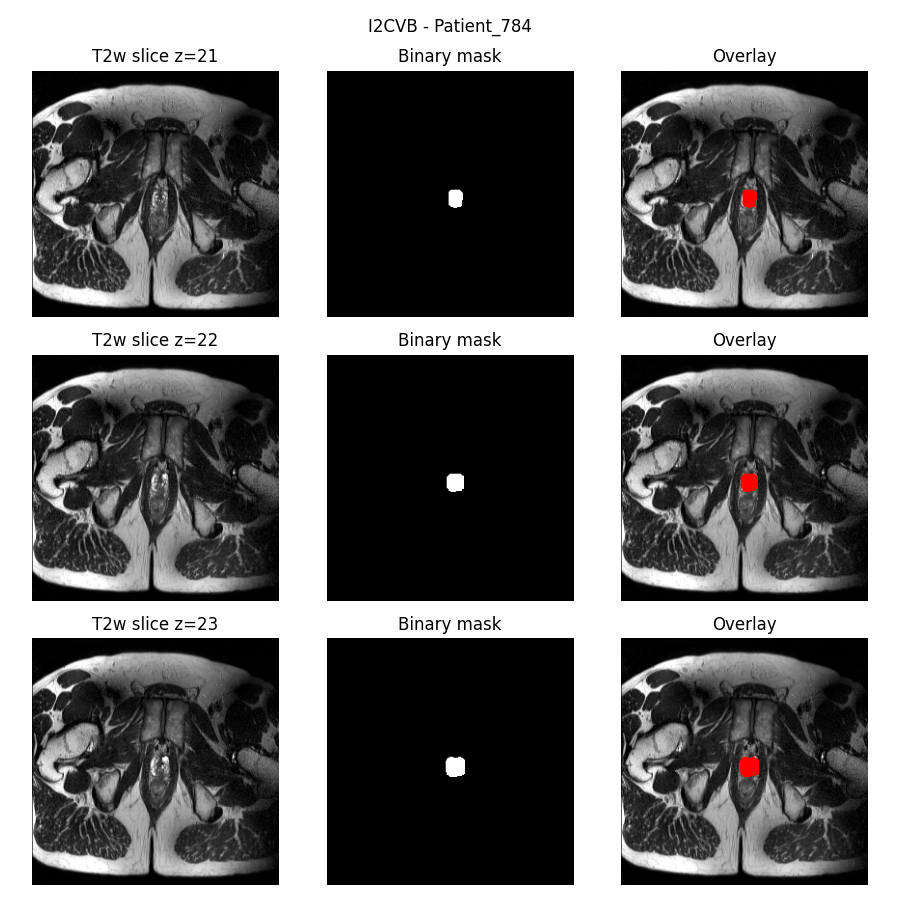 I2CVB - Patient_784
T2w slice z=21
Binary mask
Overlay
T2w slice z=22
Binary mask
Overlay
T2w slice z=23
Binary mask
Overlay